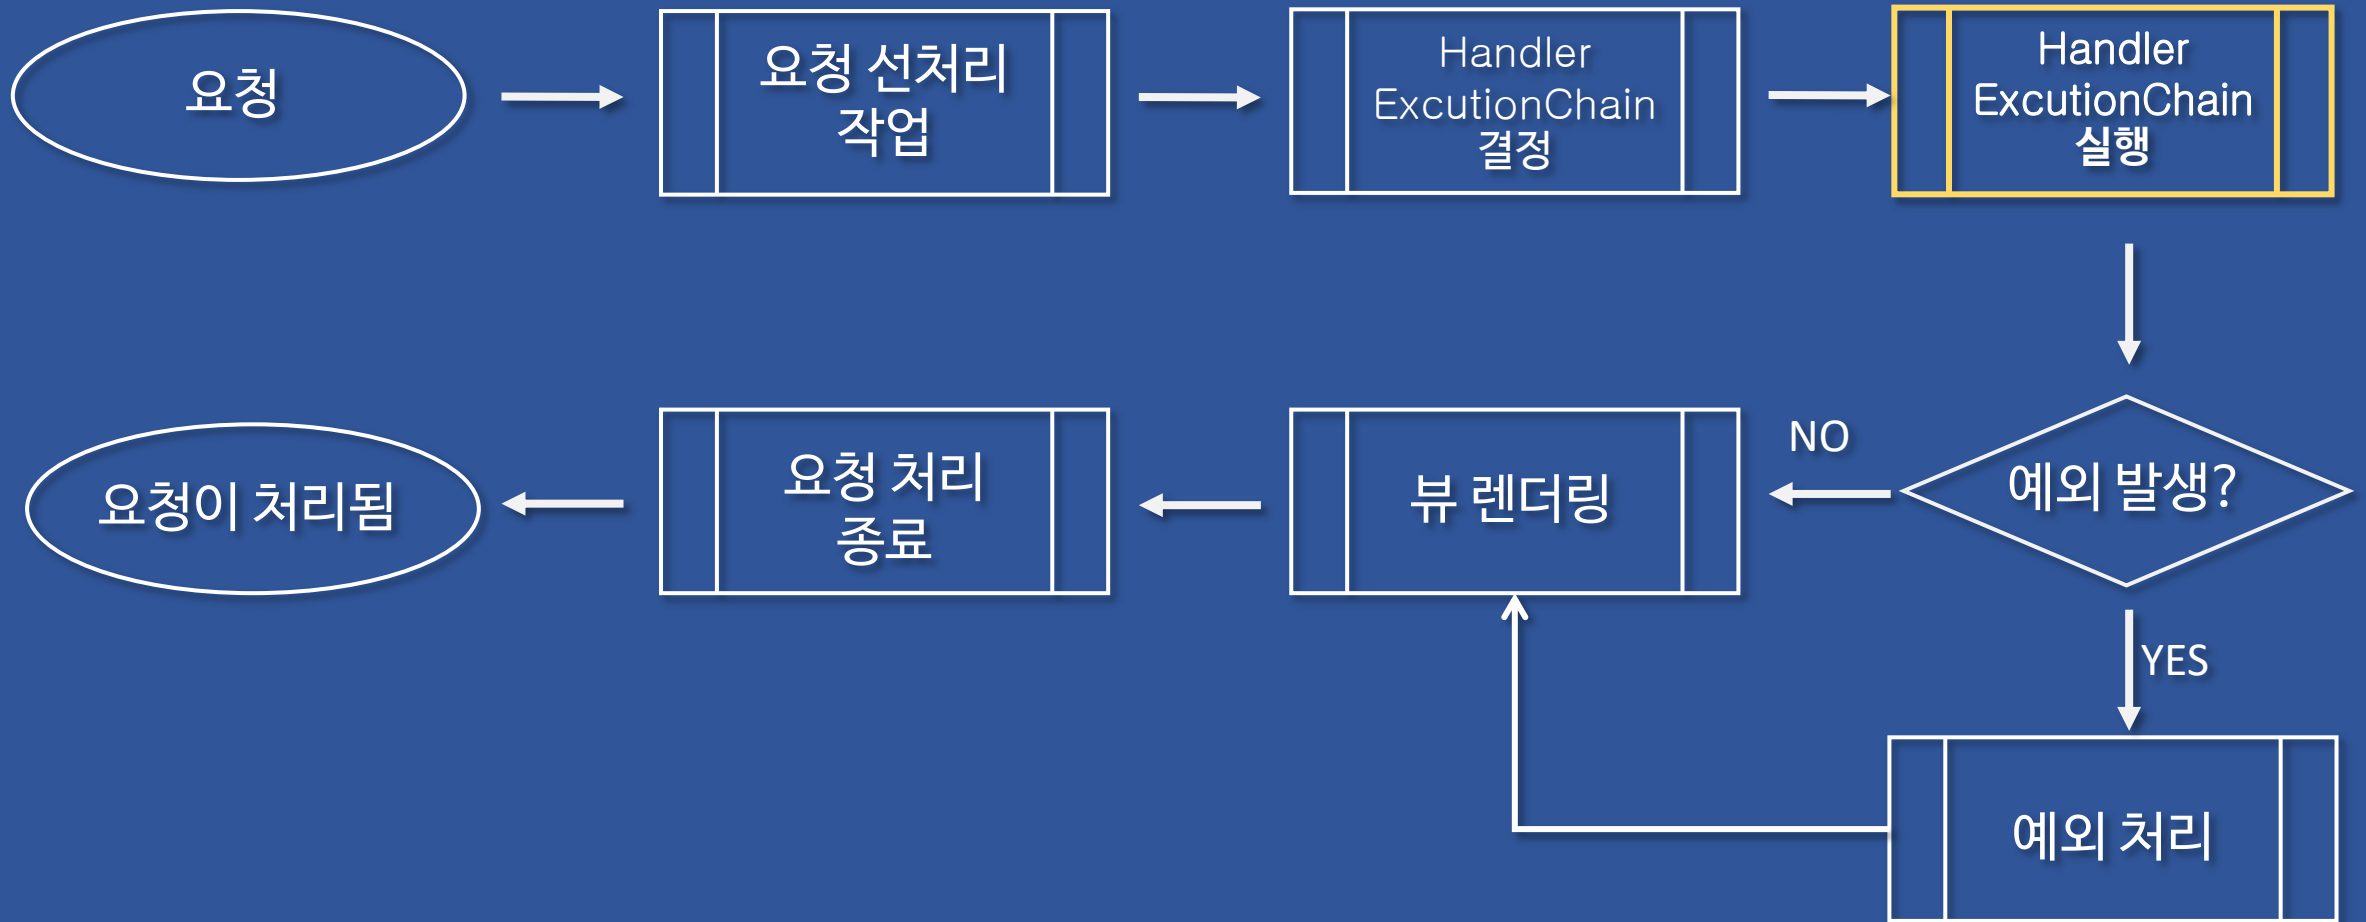 요청
요청 선처리
작업
Handler
ExcutionChain
결정
Handler
ExcutionChain
실행
예외 발생?
NO
YES
뷰 렌더링
요청 처리
종료
요청이 처리됨
예외 처리